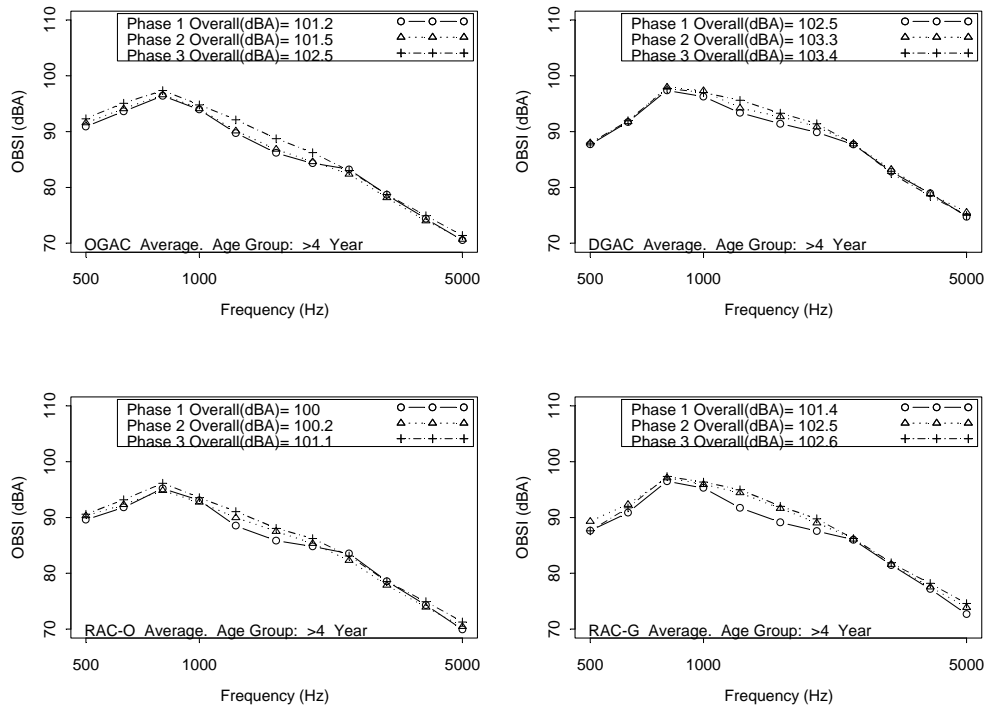 Phase 1 Overall(dBA)= 101.2
Phase 2 Overall(dBA)= 101.5
Phase 3 Overall(dBA)= 102.5
110
100
90
80
70
OBSI (dBA)
OGAC Average. Age Group: >4 Year
500 1000 5000
Frequency (Hz)
Phase 1 Overall(dBA)= 102.5
Phase 2 Overall(dBA)= 103.3
Phase 3 Overall(dBA)= 103.4
110
100
90
80
70
OBSI (dBA)
DGAC Average. Age Group: >4 Year
500 1000 5000
Frequency (Hz)
Phase 1 Overall(dBA)= 100
Phase 2 Overall(dBA)= 100.2
Phase 3 Overall(dBA)= 101.1
110
100
90
80
70
OBSI (dBA)
RAC-O Average. Age Group: >4 Year
500 1000 5000
Frequency (Hz)
Phase 1 Overall(dBA)= 101.4
Phase 2 Overall(dBA)= 102.5
Phase 3 Overall(dBA)= 102.6
110
100
90
80
70
OBSI (dBA)
RAC-G Average. Age Group: >4 Year
500 1000 5000
Frequency (Hz)